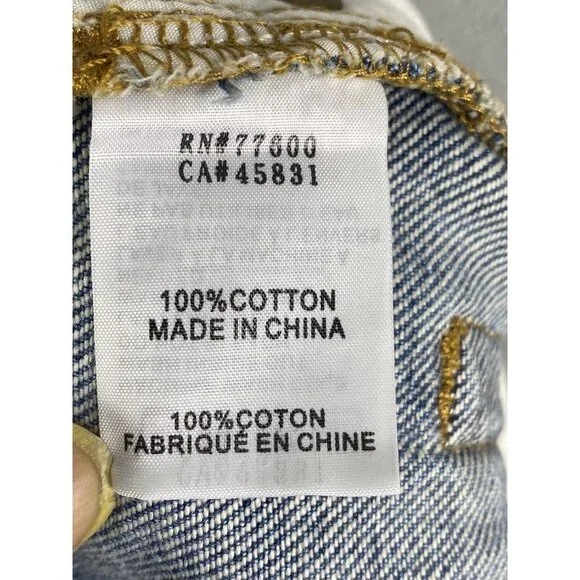 RN#77600
CA#45831
100%COTTON
MADE IN CHINA
100%COTON
FABRIQUÉ EN CHINE